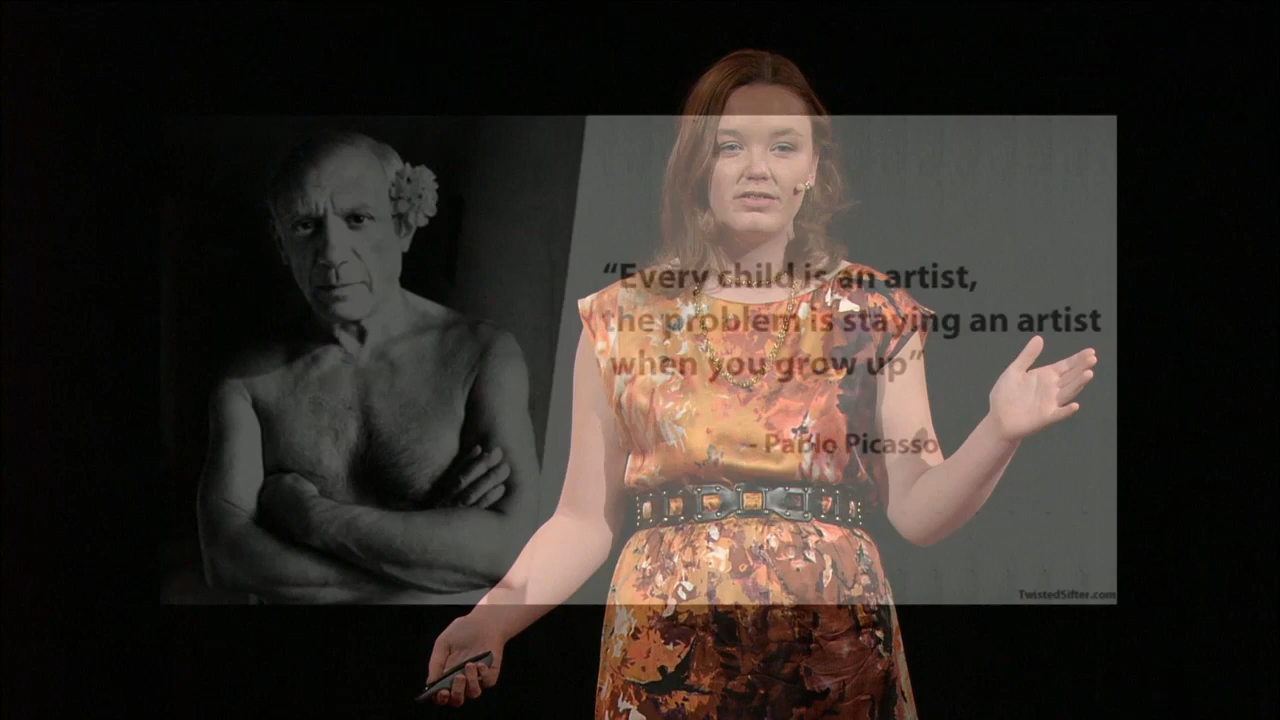 “Every child is an artist,
the problem is staying an artist
when you grow up”
- Pablo Picasso
TwistedSifter.com